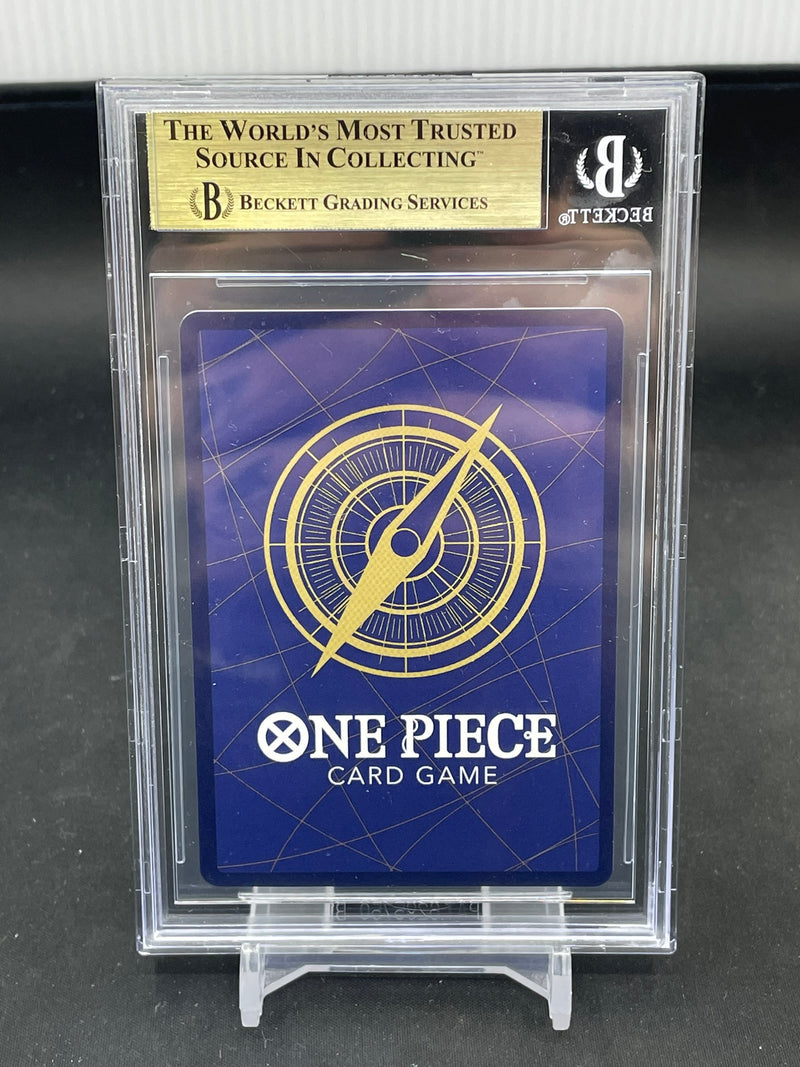 THE WORLD'S MOST TRUSTED
SOURCE IN COLLECTING™
B BECKETT GRADING SERVICES
B
BECKETT®
ONE PIECE
CARD GAME